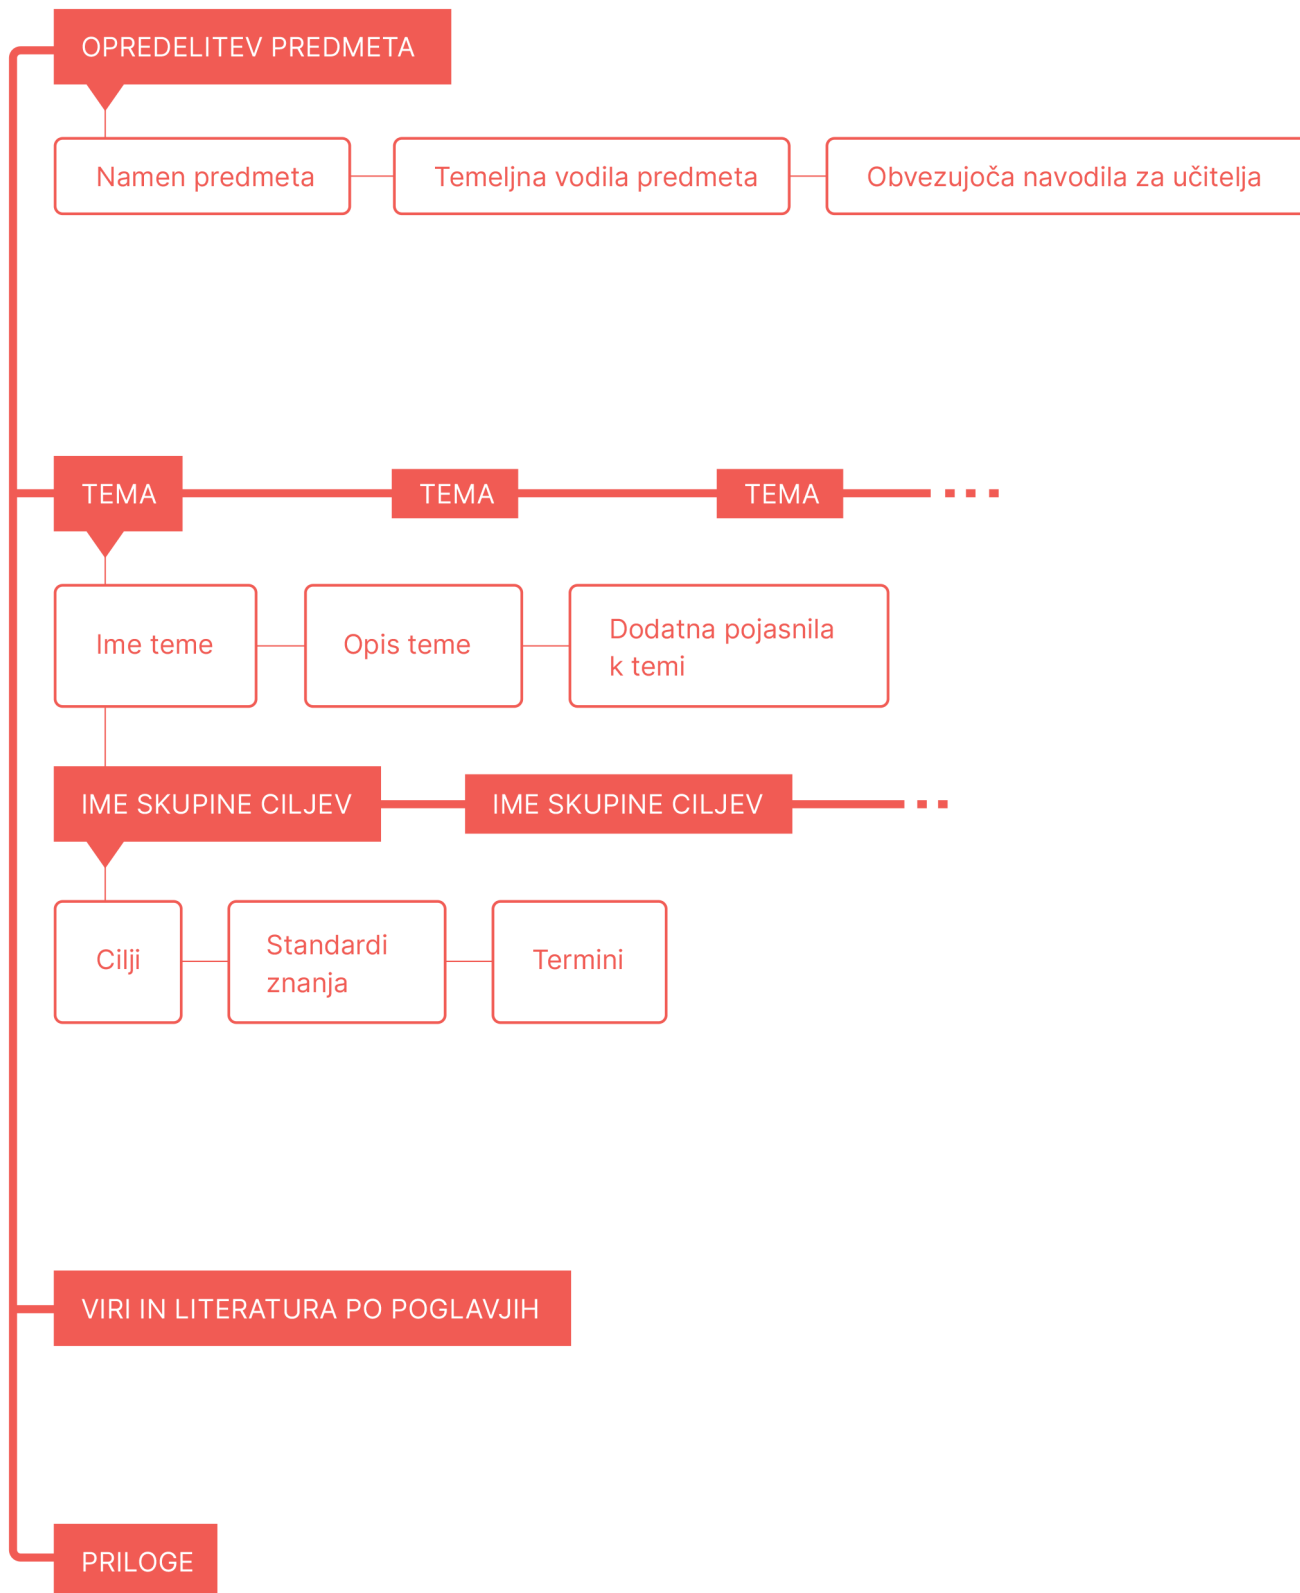 OPREDELITEV PREDMETA
Namen predmeta
Temeljna vodila predmeta
Obvezujoča navodila za učitelja
TEMA
TEMA
TEMA
Ime teme
Opis teme
Dodatna pojasnila
k temi
IME SKUPINE CILJEV
IME SKUPINE CILJEV
Cilji
Standardi
znanja
Termini
VIRI IN LITERATURA PO POGLAVJIH
PRILOGE